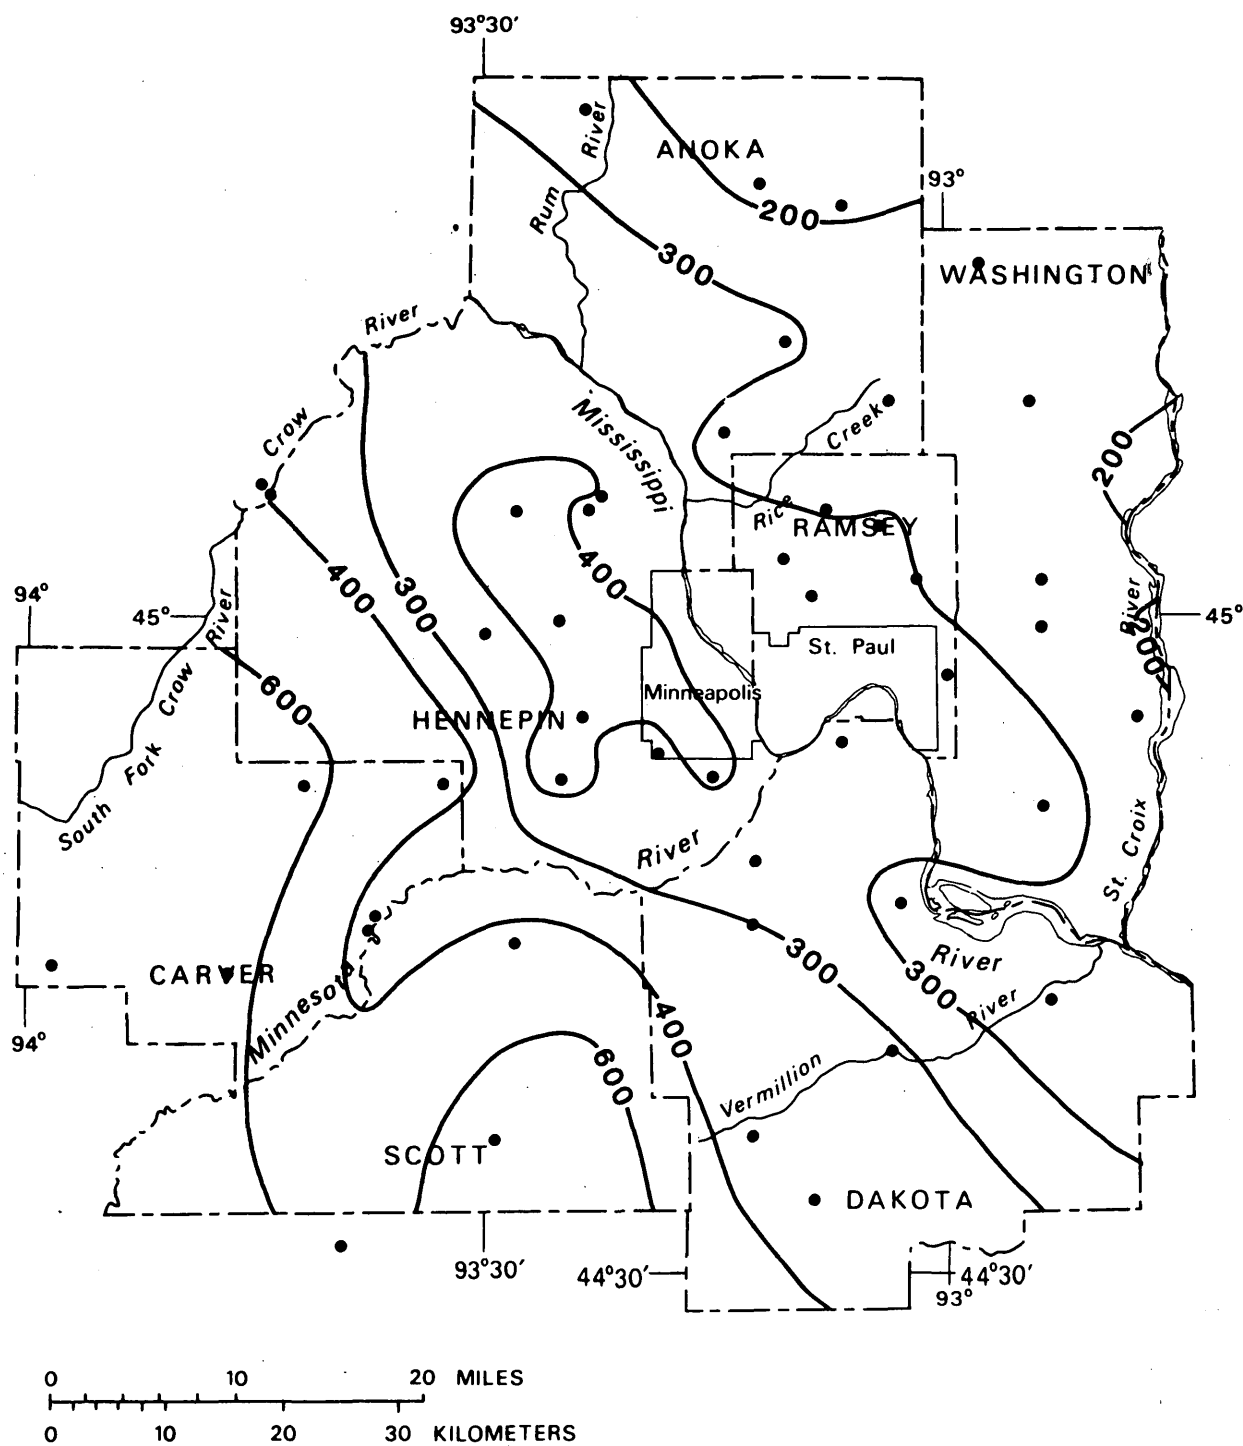 93°30′
River
ANOKA
93°
Rum
200
300
WASHINGTON
River
Crow
Mississippi
Creek
200
Rice
RAMSEY
400
400
300
94°
45°
River
River
45°
200
St. Paul
Crow
600
Minneapolis
HENNEPIN
Fork
South
River
St. Croix
CARVER
300
River
300
Minnesota
River
94°
400
600
Vermillion
SCOTT
DAKOTA
93°30′
44°30′
44°30′
93°
0 10 20 MILES
0 10 20 30 KILOMETERS